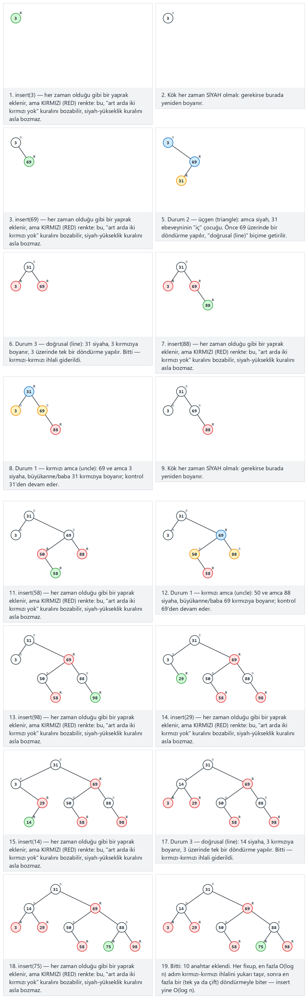 R
3
1. insert(3) — her zaman olduğu gibi bir yaprak
eklenir, ama KIRMIZI (RED) renkte: bu, "art arda iki
kırmızı yok" kuralını bozabilir, siyah-yükseklik kuralını
asla bozmaz.
B
3
2. Kök her zaman SİYAH olmalı: gerekirse burada
yeniden boyanır.
B
3
R
69
3. insert(69) — her zaman olduğu gibi bir yaprak
eklenir, ama KIRMIZI (RED) renkte: bu, "art arda iki
kırmızı yok" kuralını bozabilir, siyah-yükseklik kuralını
asla bozmaz.
B
3
R
69
R
31
5. Durum 2 — üçgen (triangle): amca siyah, 31
ebeveyninin "iç" çocuğu. Önce 69 üzerinde bir
döndürme yapılır, "doğrusal (line)" biçime getirilir.
B
31
R R
3 69
6. Durum 3 — doğrusal (line): 31 siyaha, 3 kırmızıya
boyanır, 3 üzerinde tek bir döndürme yapılır. Bitti —
kırmızı-kırmızı ihlali giderildi.
B
31
R R
3 69
R
88
7. insert(88) — her zaman olduğu gibi bir yaprak
eklenir, ama KIRMIZI (RED) renkte: bu, "art arda iki
kırmızı yok" kuralını bozabilir, siyah-yükseklik kuralını
asla bozmaz.
R
31
B B
3 69
R
88
8. Durum 1 — kırmızı amca (uncle): 69 ve amca 3
siyaha, büyükanne/baba 31 kırmızıya boyanır; kontrol
31'den devam eder.
B
31
B B
3 69
R
88
9. Kök her zaman SİYAH olmalı: gerekirse burada
yeniden boyanır.
B
31
B B
3 69
R R
50 88
R
58
11. insert(58) — her zaman olduğu gibi bir yaprak
eklenir, ama KIRMIZI (RED) renkte: bu, "art arda iki
kırmızı yok" kuralını bozabilir, siyah-yükseklik kuralını
asla bozmaz.
B
31
B R
3 69
B B
50 88
R
58
12. Durum 1 — kırmızı amca (uncle): 50 ve amca 88
siyaha, büyükanne/baba 69 kırmızıya boyanır; kontrol
69'den devam eder.
B
31
B R
3 69
B B
50 88
R R
58 98
13. insert(98) — her zaman olduğu gibi bir yaprak
eklenir, ama KIRMIZI (RED) renkte: bu, "art arda iki
kırmızı yok" kuralını bozabilir, siyah-yükseklik kuralını
asla bozmaz.
B
31
B R
3 69
R B B
29 50 88
R R
58 98
14. insert(29) — her zaman olduğu gibi bir yaprak
eklenir, ama KIRMIZI (RED) renkte: bu, "art arda iki
kırmızı yok" kuralını bozabilir, siyah-yükseklik kuralını
asla bozmaz.
B
31
B R
3 69
R B B
29 50 88
R R R
14 58 98
15. insert(14) — her zaman olduğu gibi bir yaprak
eklenir, ama KIRMIZI (RED) renkte: bu, "art arda iki
kırmızı yok" kuralını bozabilir, siyah-yükseklik kuralını
asla bozmaz.
B
31
B R
14 69
R R B B
3 29 50 88
R R
58 98
17. Durum 3 — doğrusal (line): 14 siyaha, 3 kırmızıya
boyanır, 3 üzerinde tek bir döndürme yapılır. Bitti —
kırmızı-kırmızı ihlali giderildi.
B
31
B R
14 69
R R B B
3 29 50 88
R R R
58 75 98
18. insert(75) — her zaman olduğu gibi bir yaprak
eklenir, ama KIRMIZI (RED) renkte: bu, "art arda iki
kırmızı yok" kuralını bozabilir, siyah-yükseklik kuralını
asla bozmaz.
B
31
B R
14 69
R R B B
3 29 50 88
R R R
58 75 98
19. Bitti: 10 anahtar eklendi. Her fixup, en fazla O(log
n) adım kırmızı-kırmızı ihlalini yukarı taşır, sonra en
fazla bir (tek ya da çift) döndürmeyle biter — insert
yine O(log n).